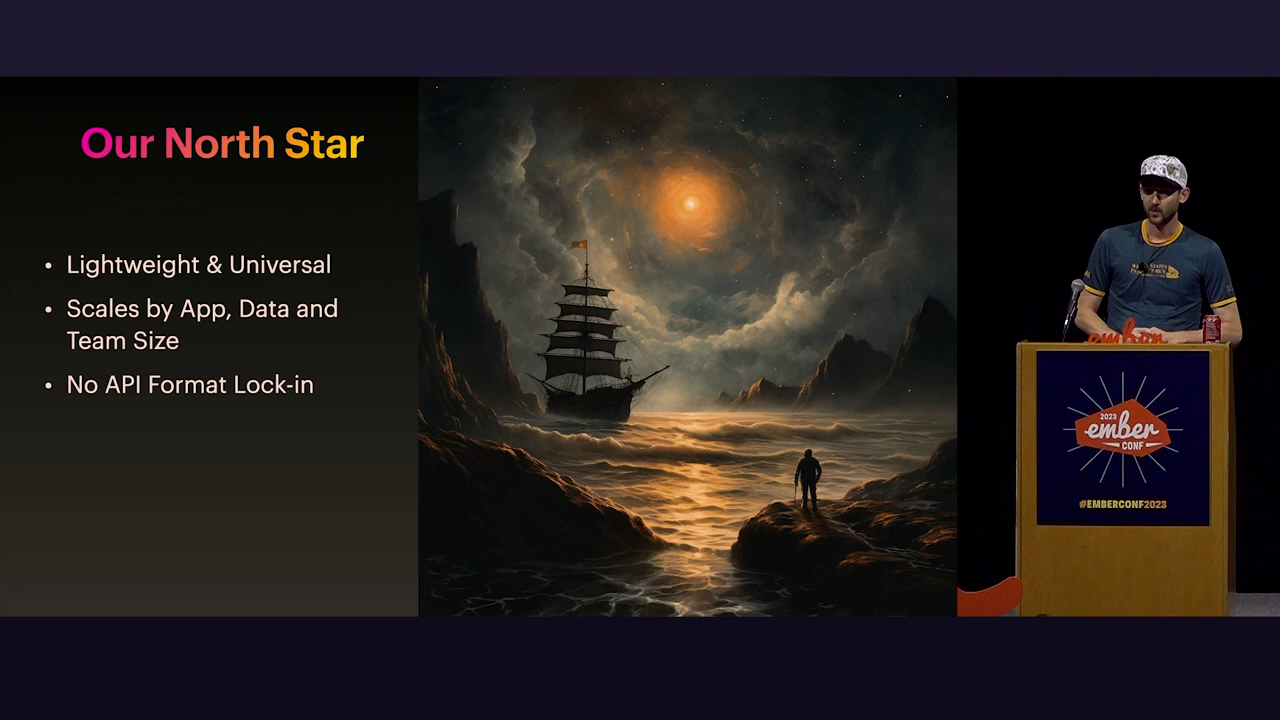 Our North Star
• Lightweight & Universal
• Scales by App, Data and
Team Size
• No API Format Lock-in
ember
2023
ember
CONF
#EMBERCONF2023